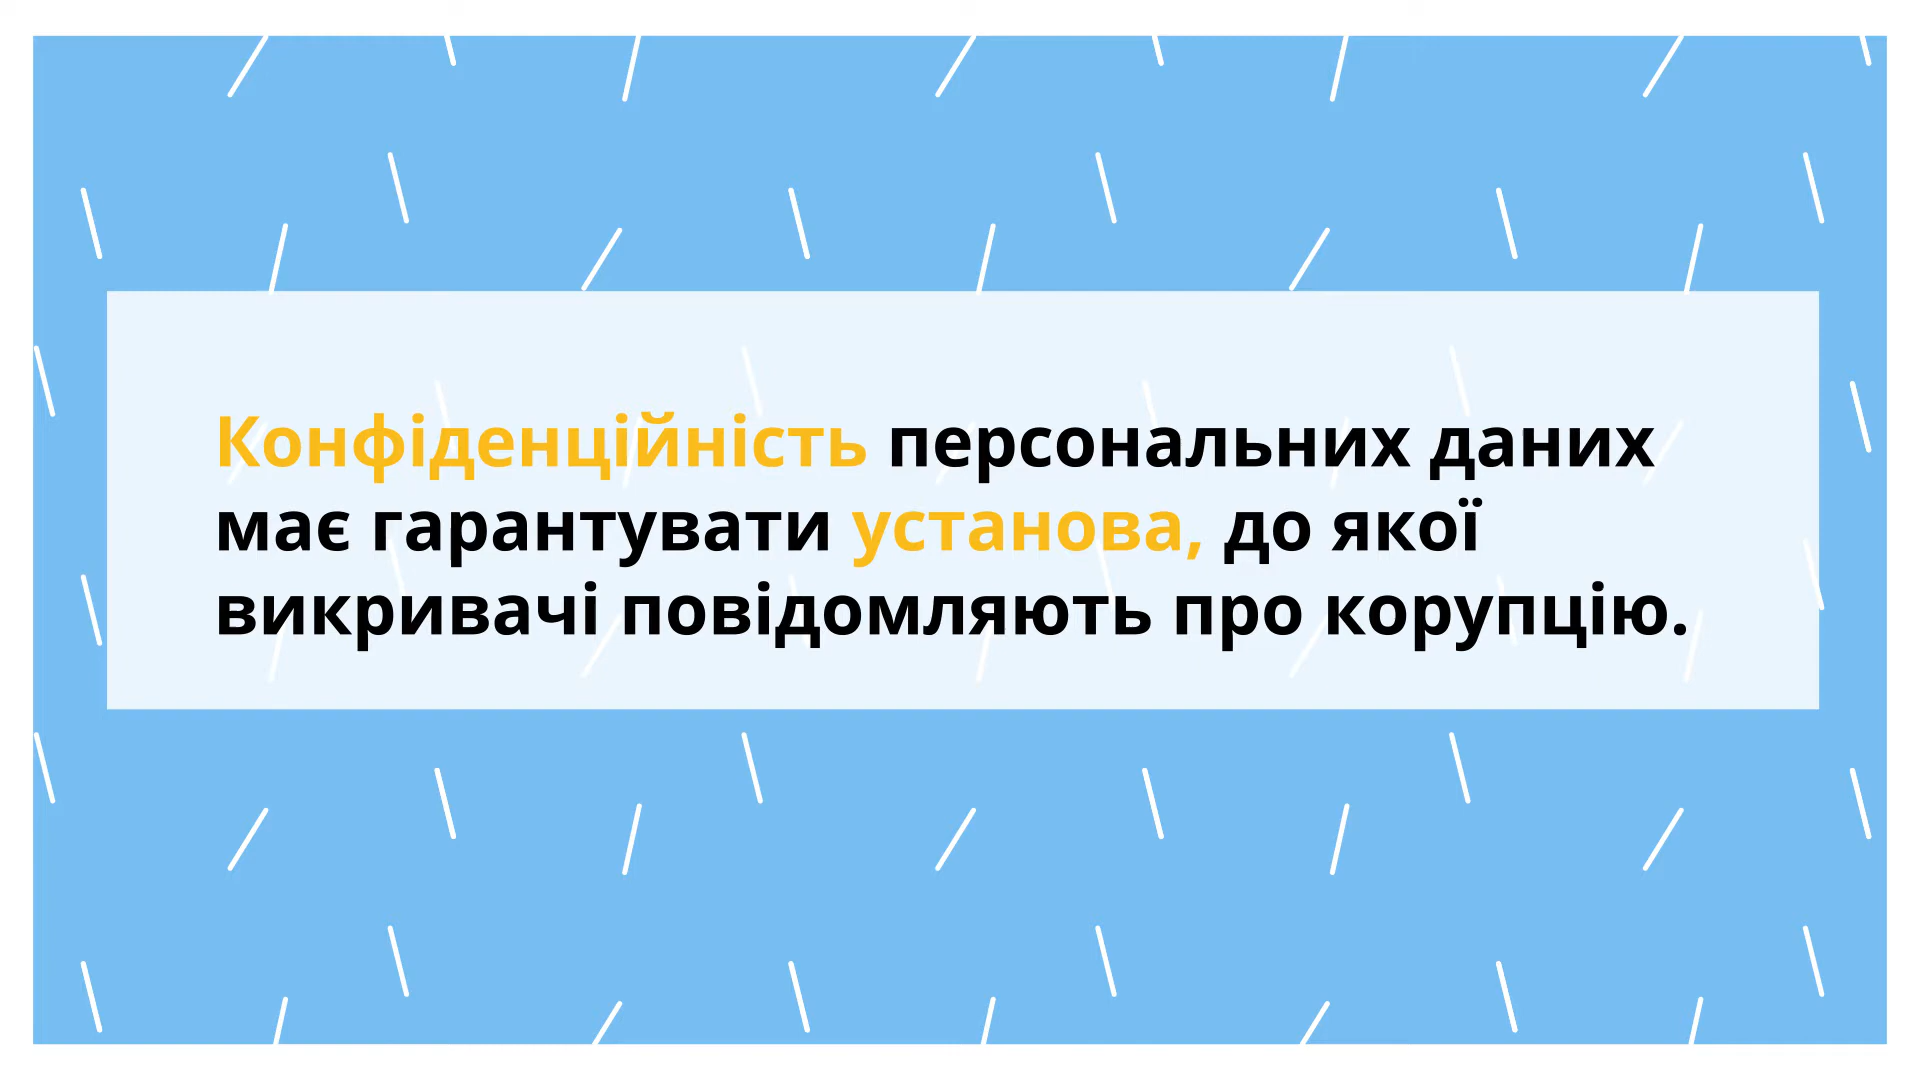 Конфіденційність персональних даних
має гарантувати установа, до якої
викривачі повідомляють про корупцію.